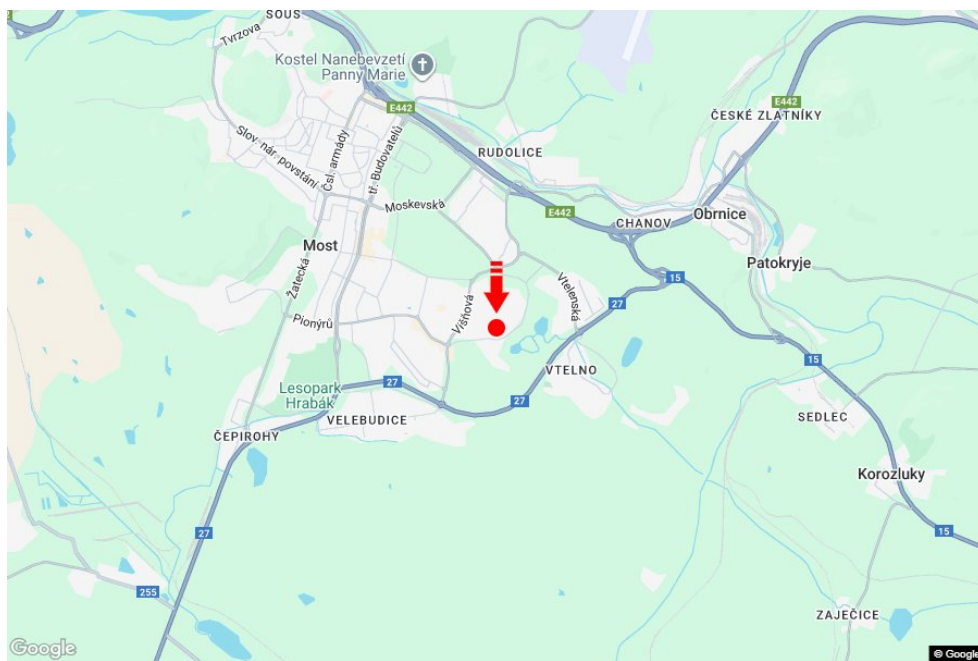 E442
SOUS
Tvrzova
Kostel Nanebevzetí
Panny Marie
E442
E442
ČESKÉ ZLATNÍKY
Slov. nár. povstání
Čsl. armády
tř. Budovatelů
RUDOLICE
Moskevská
E442
CHANOV
Obrnice
Most
Patokryje
Žatecká
Višňová
Vtelenská
15
27
Pionýrů
15
VTELNO
Lesopark
Hrabák
27
27
SEDLEC
VELEBUDICE
ČEPIROHY
Korozluky
27
15
255
ZAJEČICE
Google
© Google